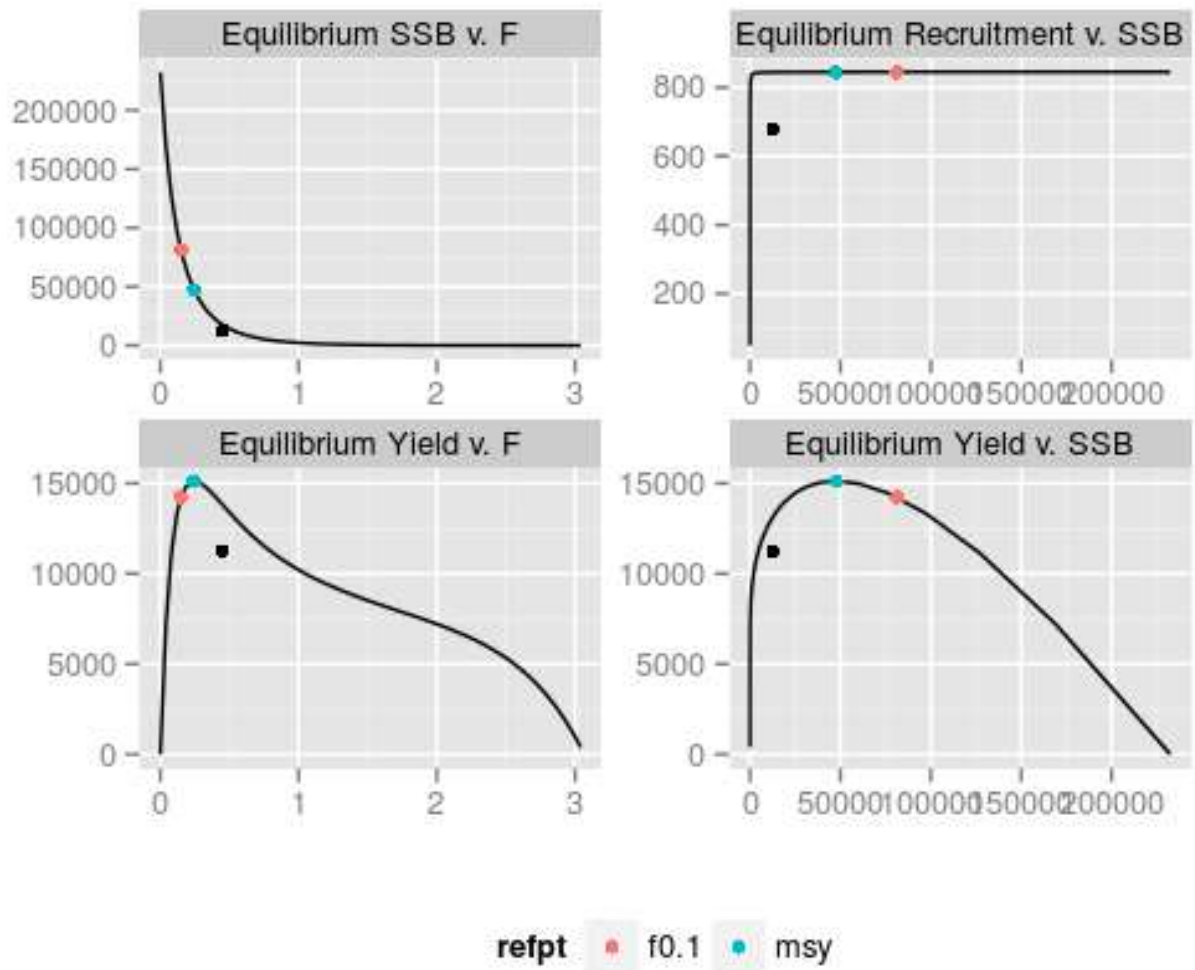 Equilibrium SSB v. F
200000
150000
100000
50000
0
0 1 2 3
Equilibrium Recruitment v. SSB
800
600
400
200
0 50000 100000 150000 200000
Equilibrium Yield v. F
15000
10000
5000
0
0 1 2 3
Equilibrium Yield v. SSB
15000
10000
5000
0
0 50000 100000 150000 200000
refpt f0.1 msy